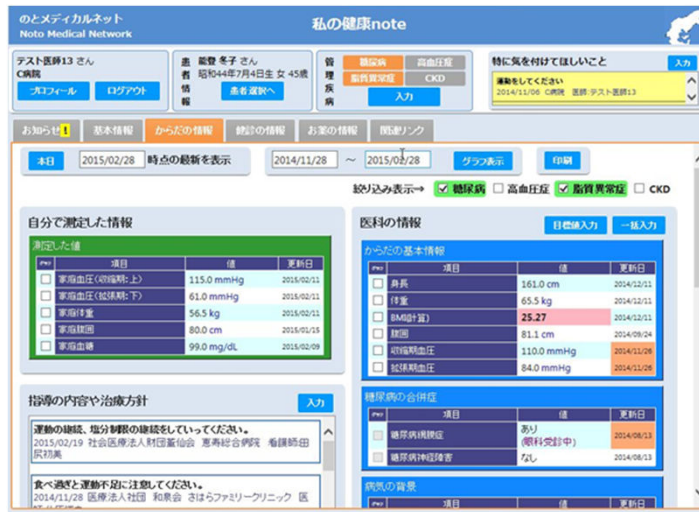 のとメディカルネット
Noto Medical Network
私の健康note
テスト医師13 さん
C病院
プロフィール ログアウト
患者情報
能登 冬子 さん
昭和44年7月4日生 女 45歳
患者選択へ
管理疾病
糖尿病 高血圧症
脂質異常症 CKD
入力
特に気を付けてほしいこと 入力
運動をしてください
2014/11/06 C病院 医師:テスト医師13
お知らせ! 基本情報 からだの情報 健診の情報 お薬の情報 関連リンク
本日 2015/02/28 時点の最新を表示 2014/11/28 ～ 2015/02/28 グラフ表示 印刷
絞り込み表示⇒ 糖尿病 高血圧症 脂質異常症 CKD
自分で測定した情報
測定した値
グラフ 項目 値 更新日
家庭血圧(収縮期:上) 115.0 mmHg 2015/02/11
家庭血圧(拡張期:下) 61.0 mmHg 2015/02/11
家庭体重 56.5 kg 2015/02/11
家庭腹囲 80.0 cm 2015/01/15
家庭血糖 99.0 mg/dL 2015/02/09
指導の内容や治療方針 入力
運動の継続、塩分制限の継続をしていってください。
2015/02/19 社会医療法人財団董仙会 恵寿総合病院 看護師:田
尻初美
食べ過ぎと運動不足に注意してください。
2014/11/28 医療法人社団 和泉会 さはらファミリークリニック 医
医科の情報 目標値入力 一括入力
からだの基本情報
グラフ 項目 値 更新日
身長 161.0 cm 2014/12/11
体重 65.5 kg 2014/12/11
BMI(計算) 25.27 2014/12/11
腹囲 81.1 cm 2014/09/24
収縮期血圧 110.0 mmHg 2014/11/26
拡張期血圧 84.0 mmHg 2014/11/26
糖尿病の合併症
グラフ 項目 値 更新日
糖尿病網膜症 あり
(眼科受診中) 2014/08/13
糖尿病神経障害 なし 2014/08/13
病気の背景
グラフ 項目 値 更新日